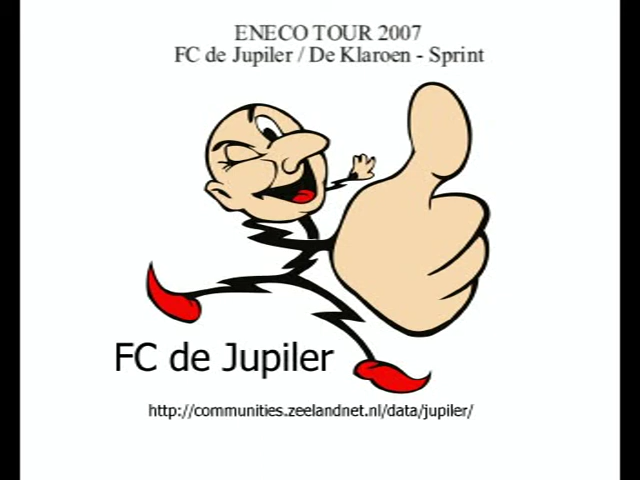 ENECO TOUR 2007
FC de Jupiler / De Klaroen - Sprint
FC de Jupiler
http://communities.zeelandnet.nl/data/jupiler/